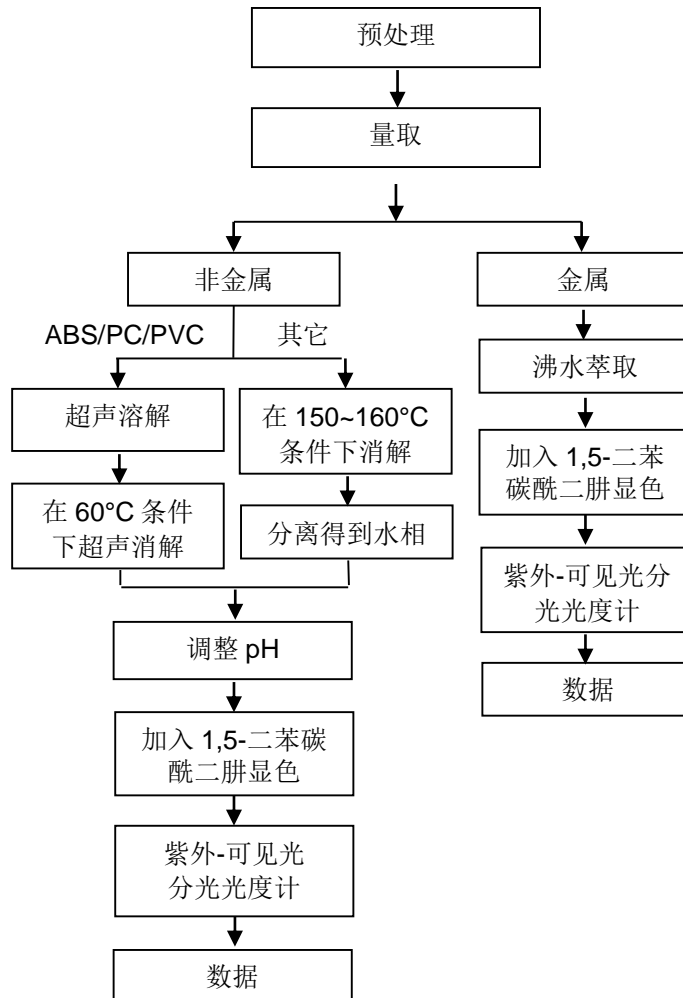 预处理
量取
非金属
金属
ABS/PC/PVC
其它
沸水萃取
超声溶解
在 150~160°C
条件下消解
加入 1,5-二苯
碳酰二肼显色
在 60°C 条件
下超声消解
分离得到水相
紫外-可见光分
光光度计
调整 pH
数据
加入 1,5-二苯碳
酰二肼显色
紫外-可见光
分光光度计
数据